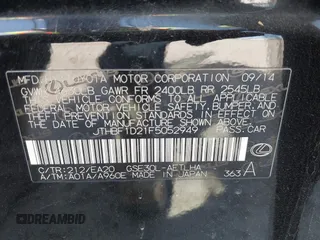 MFD. BY TOYOTA MOTOR CORPORATION 09/14
GVWR LB GAWR FR 2400LB RR 2545LB
THIS VEHICLE CONFORMS TO ALL APPLICABLE
FEDERAL MOTOR VEHICLE SAFETY, BUMPER, AND
THEFT PREVENTION STANDARDS IN EFFECT ON
THE DATE OF MANUFACTURE SHOWN ABOVE.
JTHBF1D21F5052949 PASS.CAR
C/TR:212/EA20 GSE30L-AETLHA
A/TM:A01A/A960E MADE IN JAPAN 363 A
GRIMEBID